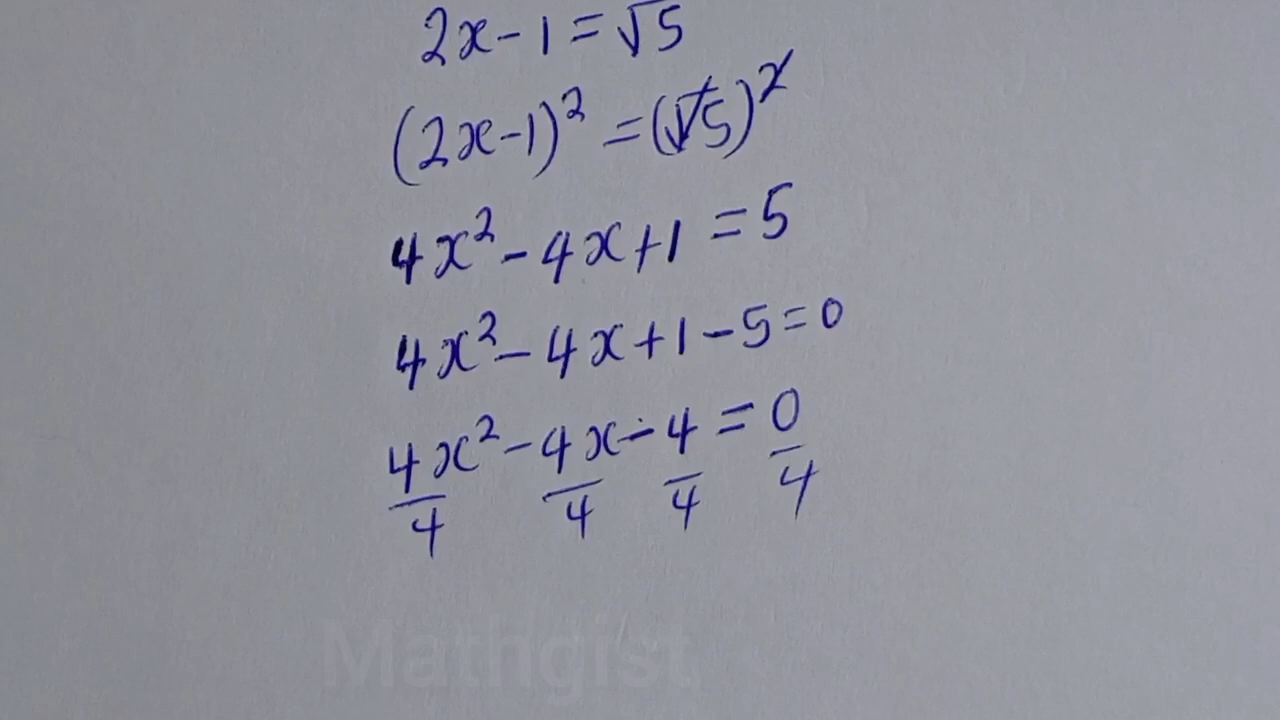 2x - 1 = √5
(2x - 1)² = (√5)²
4x² - 4x + 1 = 5
4x² - 4x + 1 - 5 = 0
4x²/4 - 4x/4 - 4/4 = 0/4
Mathgist